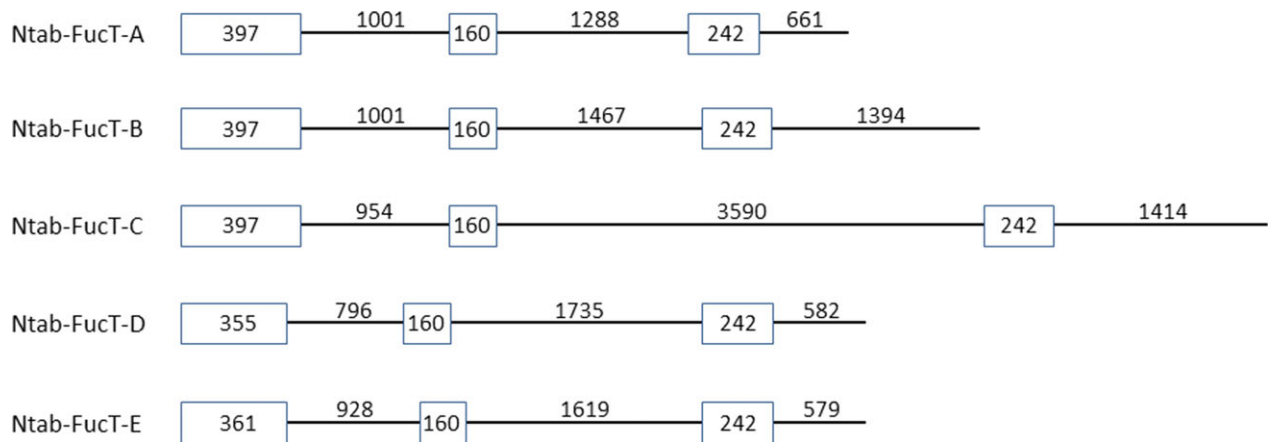 Ntab-FucT-A 397 1001 160 1288 242 661
Ntab-FucT-B 397 1001 160 1467 242 1394
Ntab-FucT-C 397 954 160 3590 242 1414
Ntab-FucT-D 355 796 160 1735 242 582
Ntab-FucT-E 361 928 160 1619 242 579